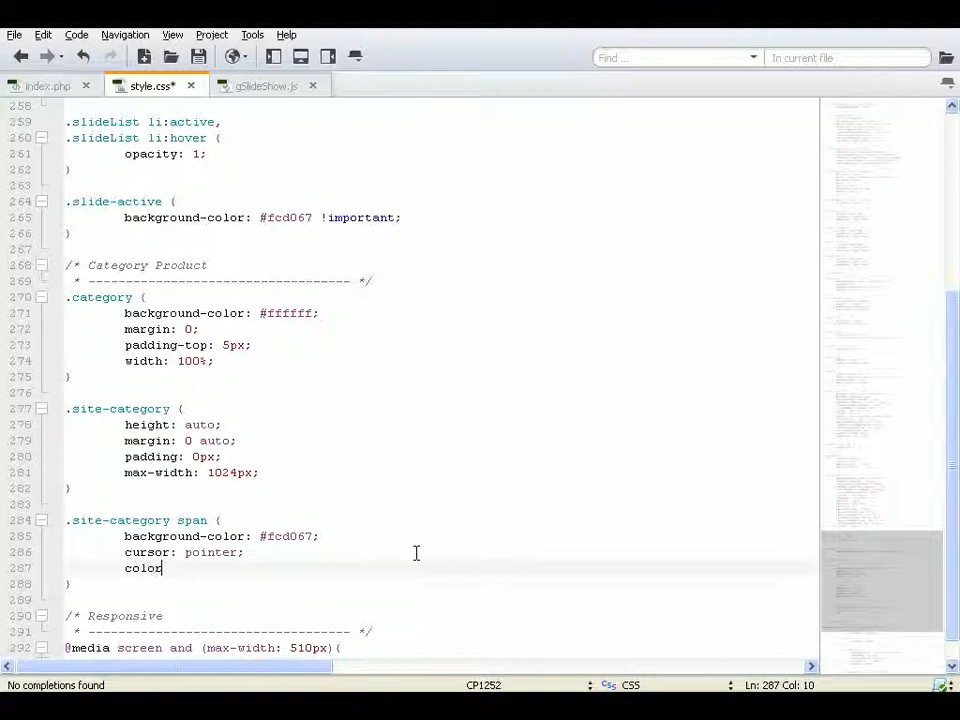 File Edit Code Navigation View Project Tools Help
Find ... In current file
index.php style.css* gSlideShow.js
258
259 .slideList li:active,
260 .slideList li:hover {
261 opacity: 1;
262 }
263
264 .slide-active {
265 background-color: #fcd067 !important;
266 }
267
268 /* Category Product
269 * ----------------------------------- */
270 .category {
271 background-color: #ffffff;
272 margin: 0;
273 padding-top: 5px;
274 width: 100%;
275 }
276
277 .site-category {
278 height: auto;
279 margin: 0 auto;
280 padding: 0px;
281 max-width: 1024px;
282 }
283
284 .site-category span {
285 background-color: #fcd067;
286 cursor: pointer;
287 color
288 }
289
290 /* Responsive
291 * ----------------------------------- */
292 @media screen and (max-width: 510px){
No completions found CP1252 CSS CSS Ln: 287 Col: 10